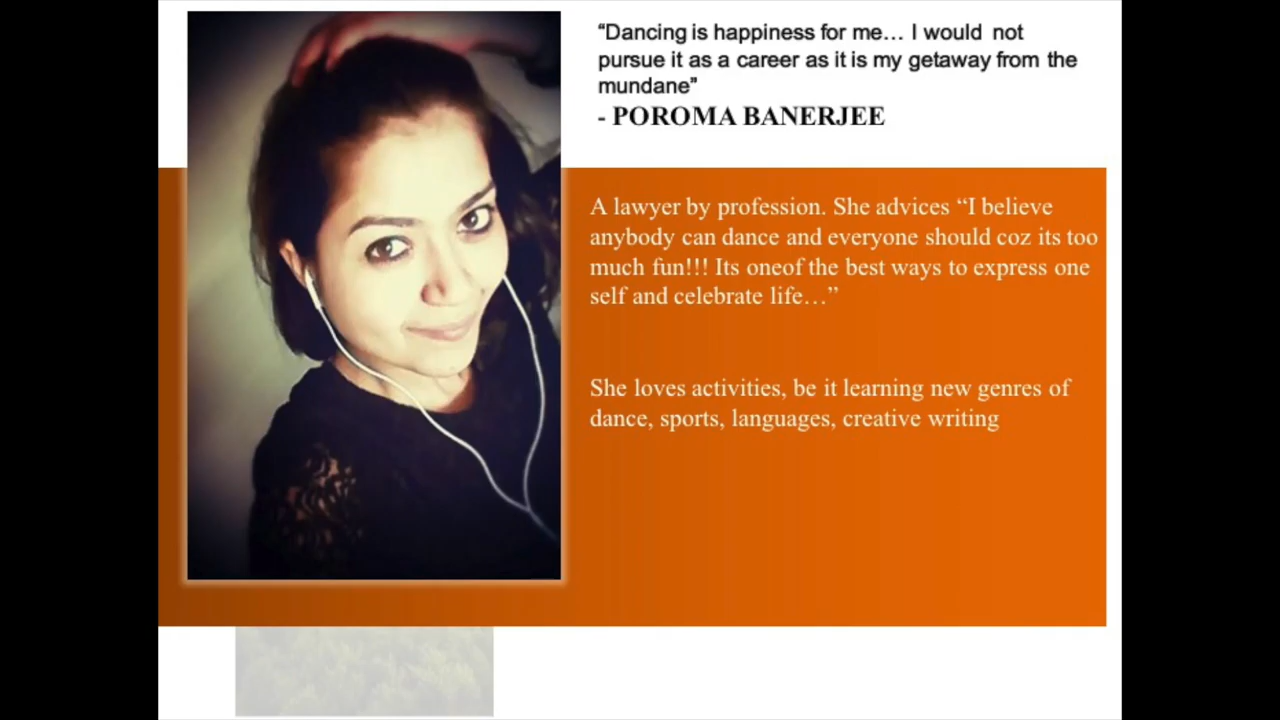 “Dancing is happiness for me… I would not
pursue it as a career as it is my getaway from the
mundane”
- POROMA BANERJEE
A lawyer by profession. She advices “I believe
anybody can dance and everyone should coz its too
much fun!!! Its oneof the best ways to express one
self and celebrate life…”
She loves activities, be it learning new genres of
dance, sports, languages, creative writing